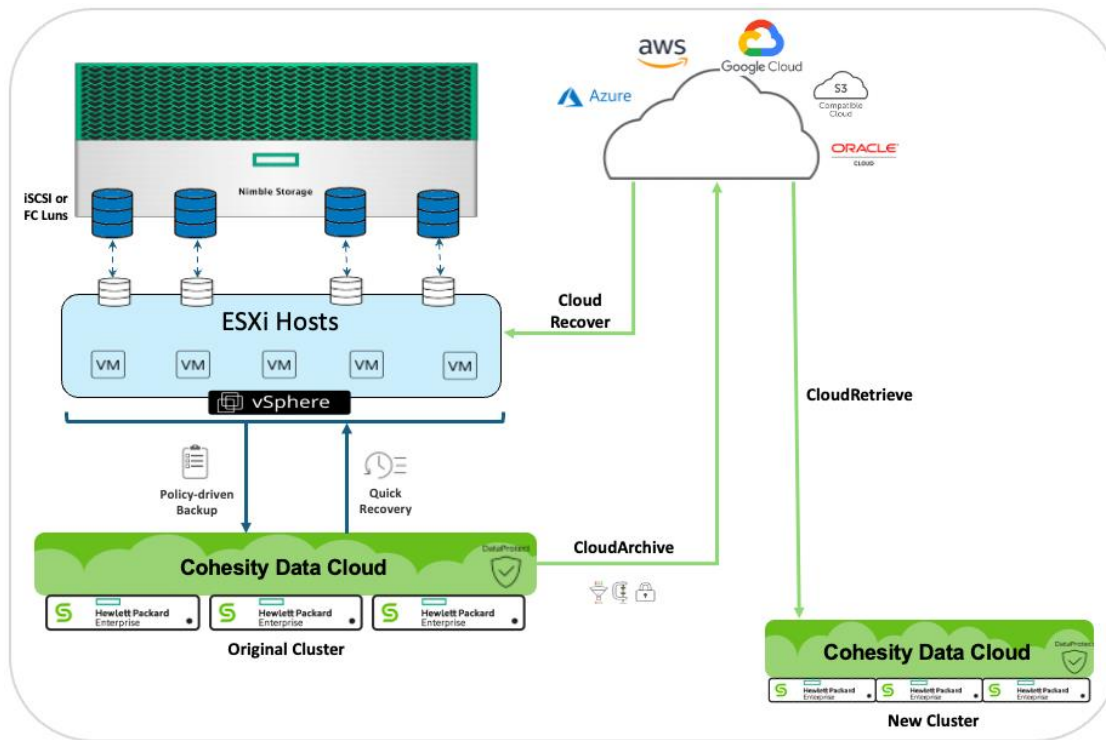 aws
Google Cloud
Azure
S3
Compatible
Cloud
ORACLE
CLOUD
Nimble Storage
iSCSI or
FC Luns
ESXi Hosts
VM VM VM VM VM
vSphere
Cloud
Recover
CloudRetrieve
Policy-driven
Backup
Quick
Recovery
Cohesity Data Cloud
DataProtect
CloudArchive
Hewlett Packard
Enterprise
Hewlett Packard
Enterprise
Hewlett Packard
Enterprise
Original Cluster
Cohesity Data Cloud
DataProtect
Hewlett Packard
Enterprise
Hewlett Packard
Enterprise
Hewlett Packard
Enterprise
New Cluster